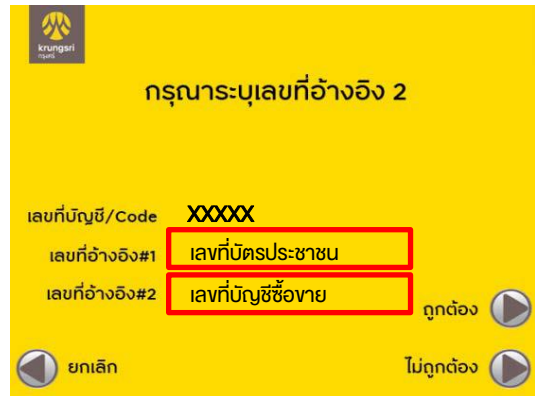 krungsri
กรุงศรี
กรุณาระบุเลขที่อ้างอิง 2
เลขที่บัญชี/Code XXXXX
เลขที่อ้างอิง#1 เลขที่บัตรประชาชน
เลขที่อ้างอิง#2 เลขที่บัญชีซื้อขาย
ถูกต้อง
ยกเลิก ไม่ถูกต้อง